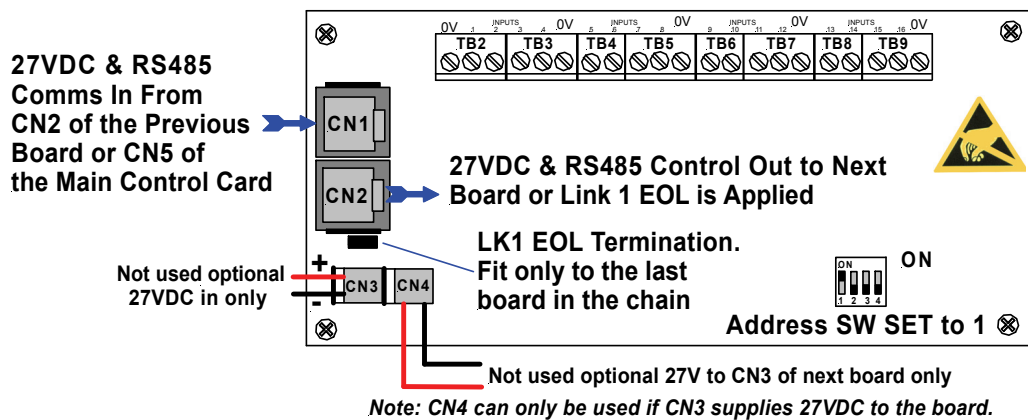 0V .1 .2 INPUTS .3 .4 0V .5 INPUTS .6 .7 .8 0V .9 INPUTS .10 .11 .12 0V .13 INPUTS .14 .15 .16 0V
TB2 TB3 TB4 TB5 TB6 TB7 TB8 TB9
27VDC & RS485
Comms In From
CN2 of the Previous
Board or CN5 of
the Main Control Card
CN1
CN2
27VDC & RS485 Control Out to Next
Board or Link 1 EOL is Applied
LK1 EOL Termination.
Fit only to the last
board in the chain
+
Not used optional
27VDC in only
-
CN3
CN4
ON
1 2 3 4
ON
Address SW SET to 1
Not used optional 27V to CN3 of next board only
Note: CN4 can only be used if CN3 supplies 27VDC to the board.